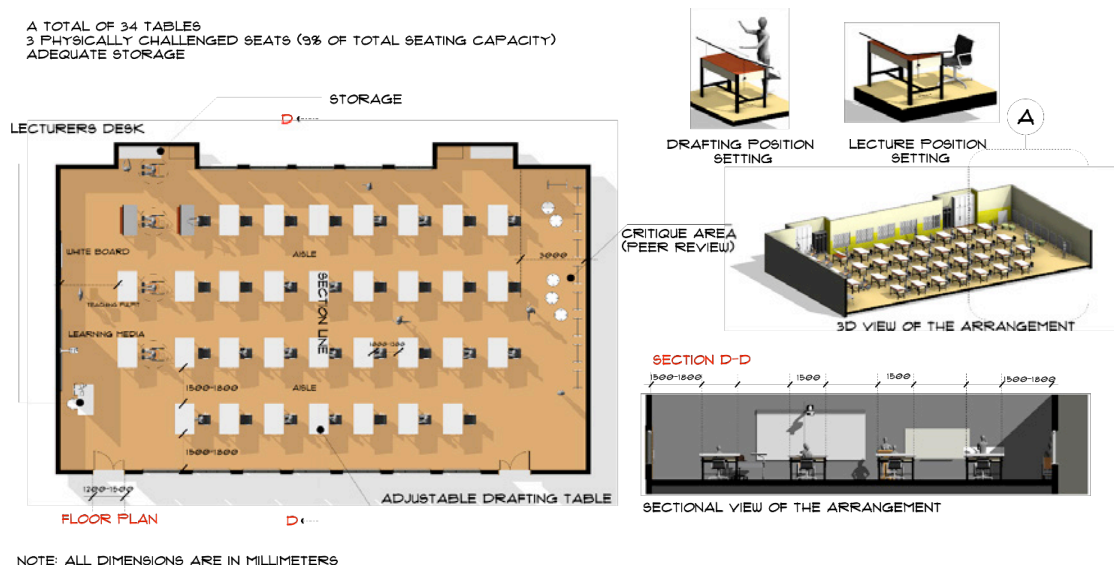 A TOTAL OF 34 TABLES
3 PHYSICALLY CHALLENGED SEATS (9% OF TOTAL SEATING CAPACITY)
ADEQUATE STORAGE
STORAGE
D
LECTURERS DESK
WHITE BOARD
AISLE
SECTION LINE
3000
CRITIQUE AREA
(PEER REVIEW)
LEARNING MEDIA
1500-1800
AISLE
1500-1800
1200-1500
ADJUSTABLE DRAFTING TABLE
FLOOR PLAN
D
NOTE: ALL DIMENSIONS ARE IN MILLIMETERS
DRAFTING POSITION
SETTING
LECTURE POSITION
SETTING
A
3D VIEW OF THE ARRANGEMENT
SECTION D-D
1500-1800
1500
1500
1500-1800
SECTIONAL VIEW OF THE ARRANGEMENT